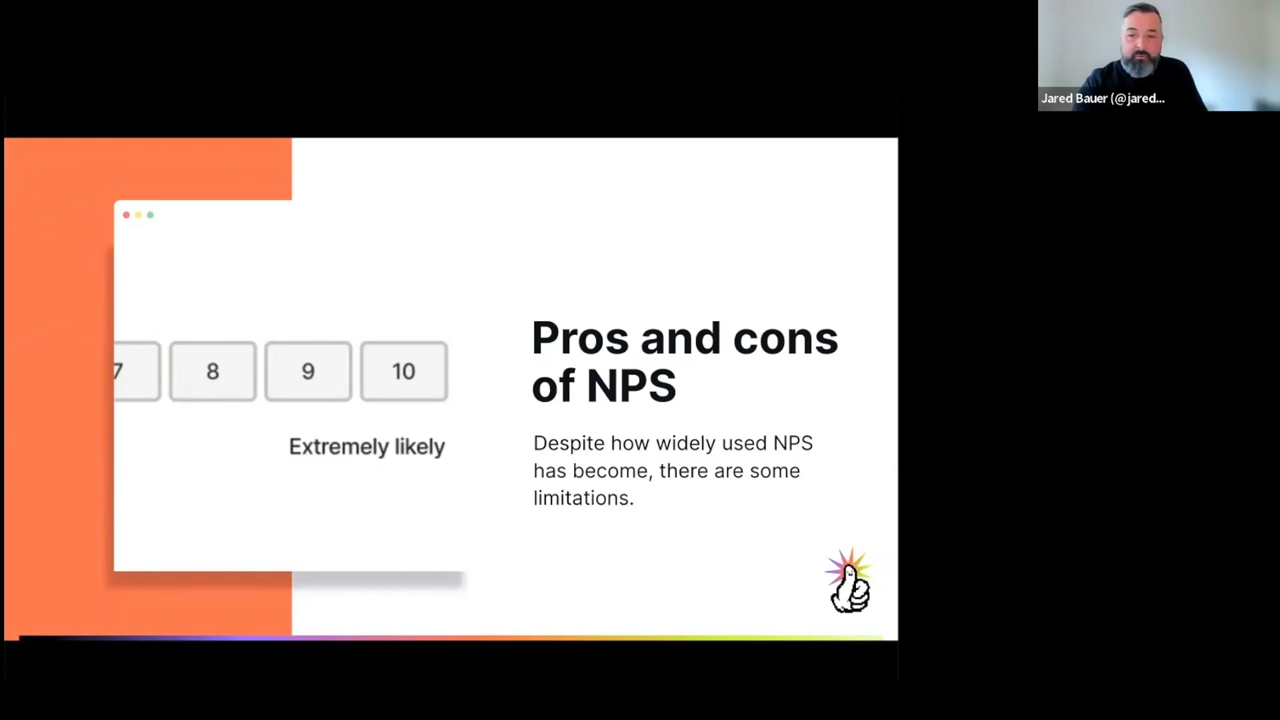 Jared Bauer (@jared...
7 8 9 10
Extremely likely
Pros and cons
of NPS
Despite how widely used NPS
has become, there are some
limitations.